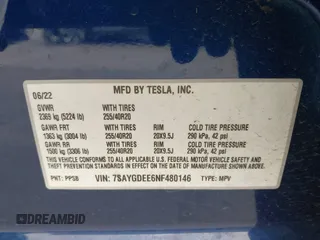 MFD BY TESLA, INC.
06/22
GVWR WITH TIRES
2369 kg (5224 lb) 255/40R20
GAWR FRT WITH TIRES RIM COLD TIRE PRESSURE
1363 kg (3004 lb) 255/40R20 20X9.5J 290 kPa, 42 psi
GAWR RR WITH TIRES RIM COLD TIRE PRESSURE
1500 kg (3306 lb) 255/40R20 20X9.5J 290 kPa, 42 psi
THIS VEHICLE CONFORMS TO ALL APPLICABLE FEDERAL MOTOR VEHICLE
SAFETY, BUMPER, AND THEFT PREVENTION STANDARDS IN EFFECT ON
THE DATE OF MANUFACTURE SHOWN ABOVE.
PNT: PPSB VIN: 7SAYGDEE6NF480146 TYPE: MPV
DYORBID
DYORBID.COM